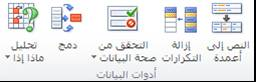 النص إلى أعمدة
إزالة التكرارات
التحقق من صحة البيانات
دمج
تحليل ماذا إذا
أدوات البيانات